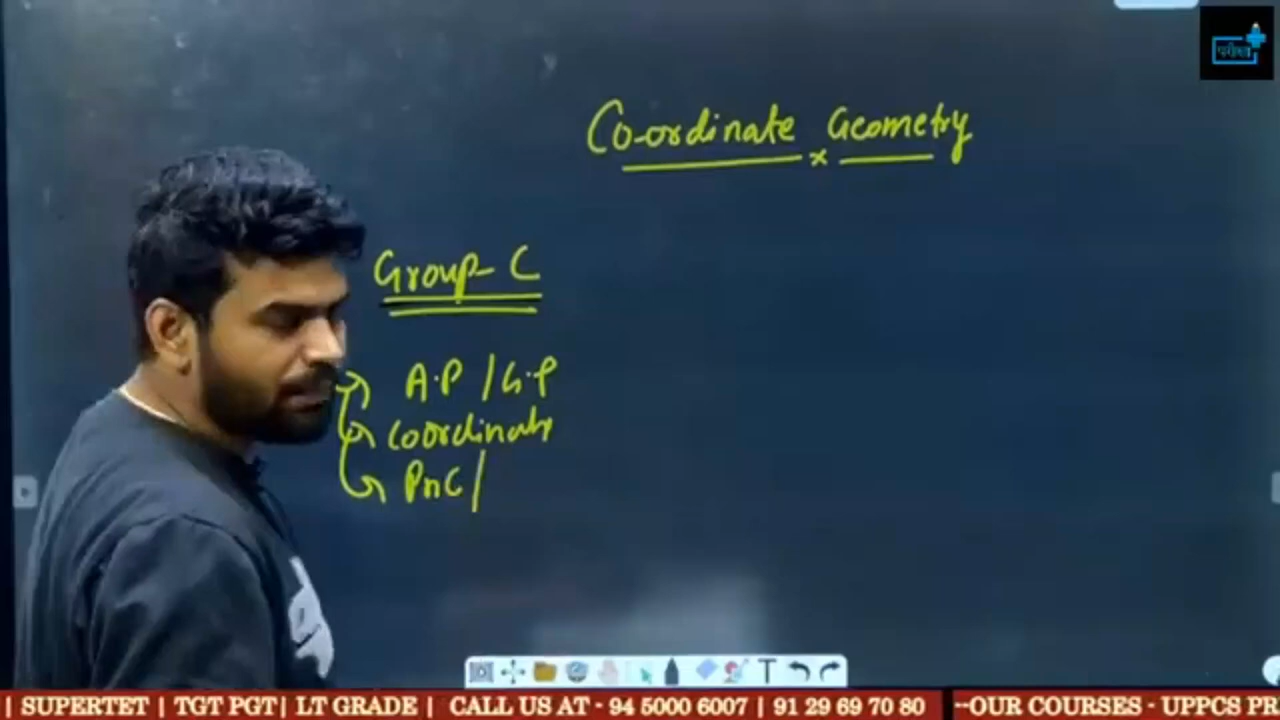 परीक्षा
Co-ordinate Geometry
Group-C
A.P / G.P
Coordinate
PnC /
| SUPERTET | TGT PGT| LT GRADE | CALL US AT - 94 5000 6007 | 91 29 69 70 80 --OUR COURSES - UPPCS PR